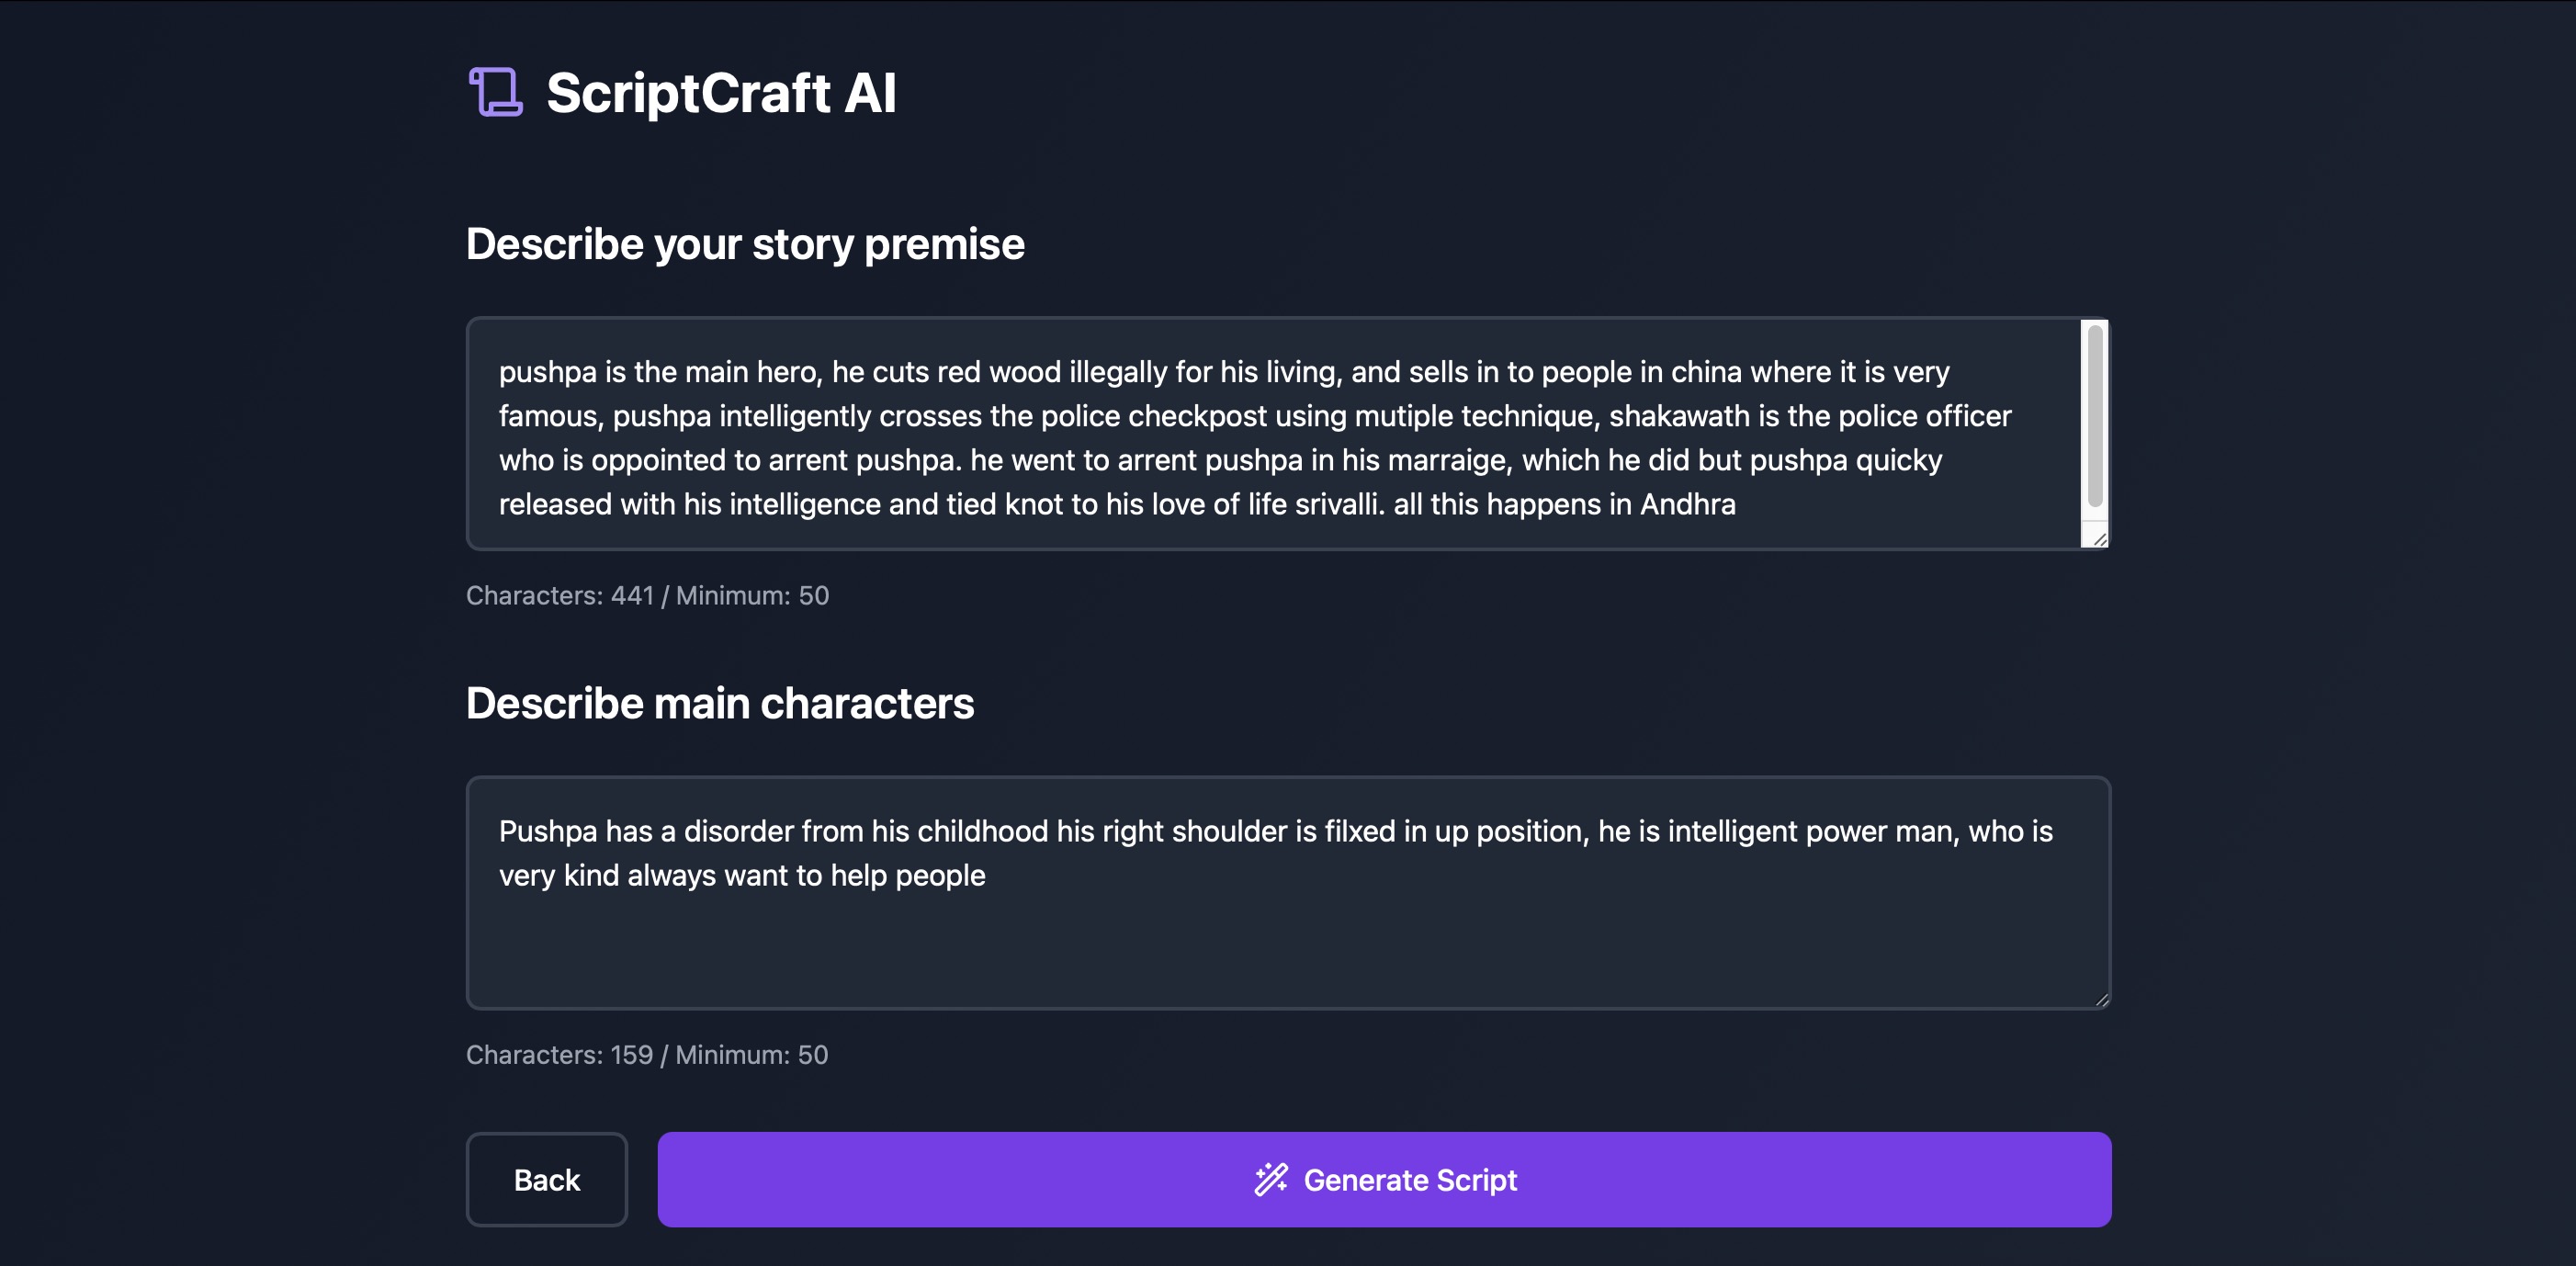 ScriptCraft AI
Describe your story premise
pushpa is the main hero, he cuts red wood illegally for his living, and sells in to people in china where it is very
famous, pushpa intelligently crosses the police checkpost using mutiple technique, shakawath is the police officer
who is oppointed to arrent pushpa. he went to arrent pushpa in his marraige, which he did but pushpa quicky
released with his intelligence and tied knot to his love of life srivalli. all this happens in Andhra
Characters: 441 / Minimum: 50
Describe main characters
Pushpa has a disorder from his childhood his right shoulder is filxed in up position, he is intelligent power man, who is
very kind always want to help people
Characters: 159 / Minimum: 50
Back
Generate Script